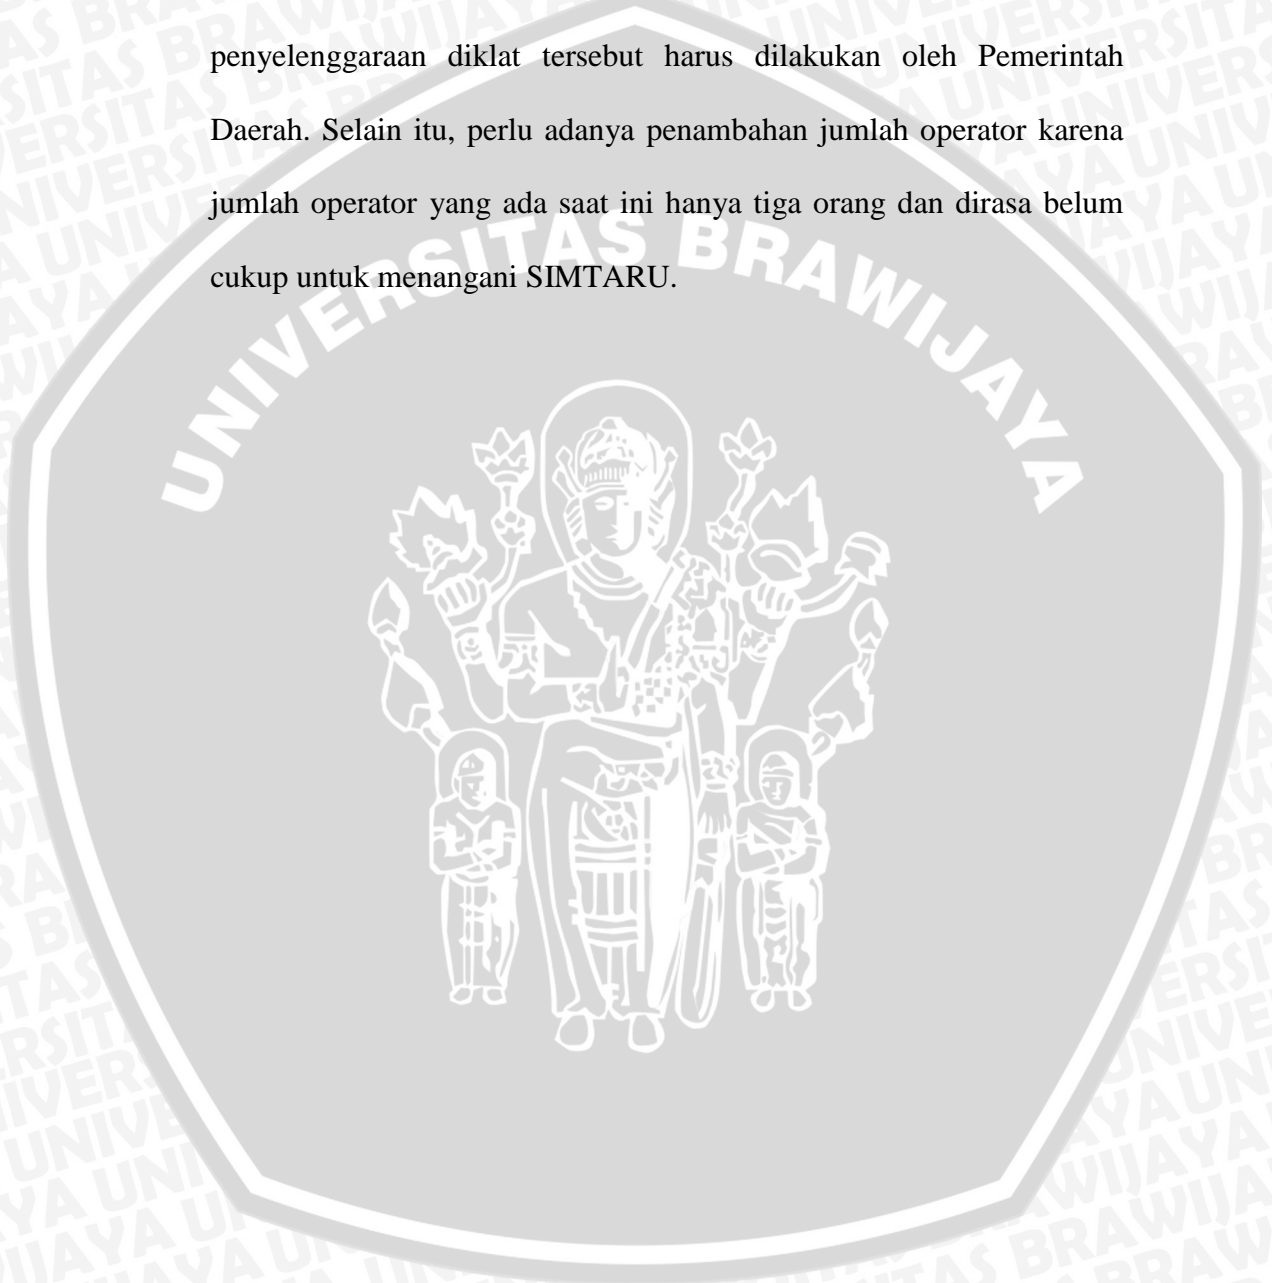 penyelenggaraan diklat tersebut harus dilakukan oleh Pemerintah
Daerah. Selain itu, perlu adanya penambahan jumlah operator karena
jumlah operator yang ada saat ini hanya tiga orang dan dirasa belum
cukup untuk menangani SIMTARU.
UNIVERSITAS BRAWIJAYA